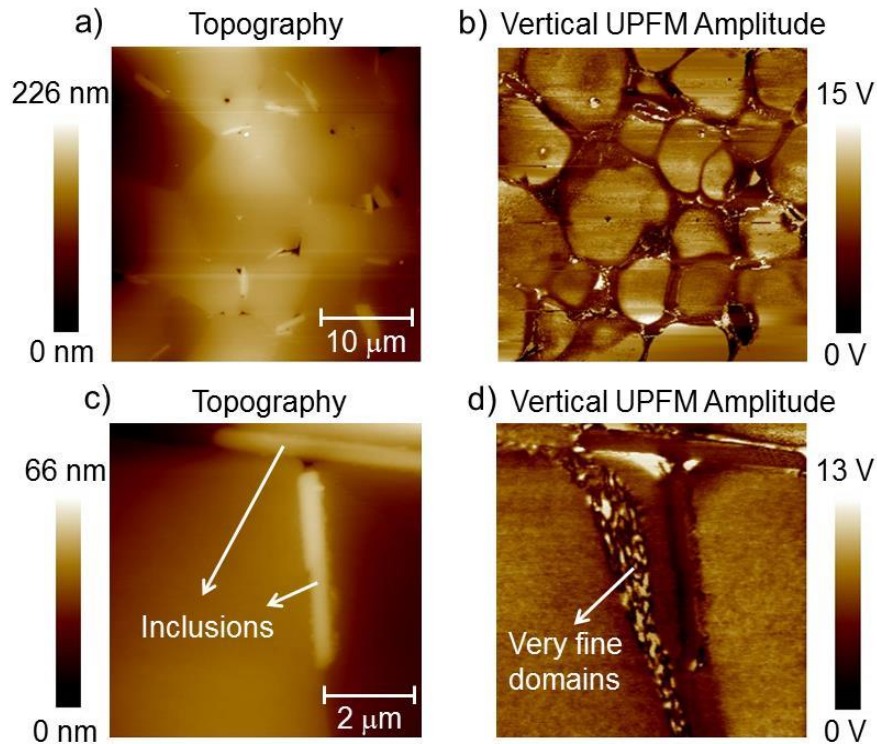 a) Topography
b) Vertical UPFM Amplitude
226 nm
0 nm
10 μm
15 V
0 V
c) Topography
d) Vertical UPFM Amplitude
66 nm
0 nm
Inclusions
2 μm
Very fine
domains
13 V
0 V